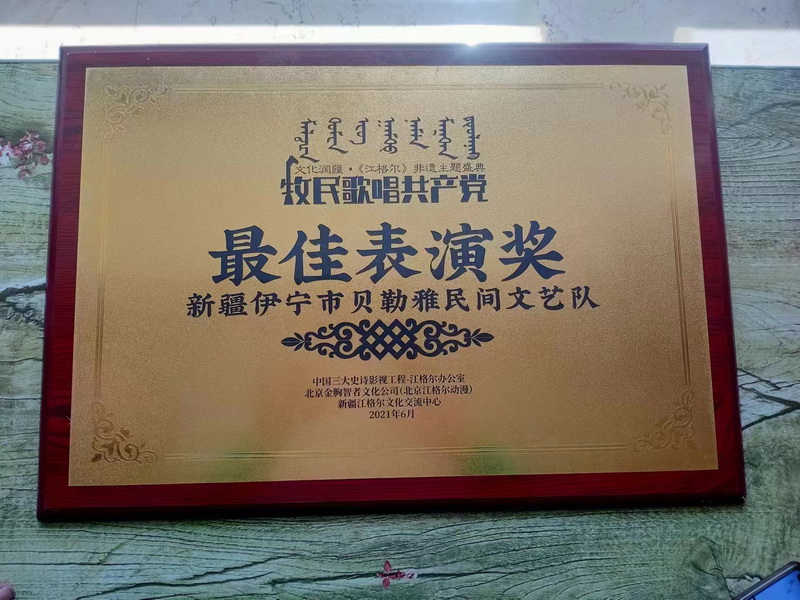 文化润疆·《江格尔》非遗主题盛典
牧民歌唱共产党
最佳表演奖
新疆伊宁市贝勒雅民间文艺队
中国三大史诗影视工程-江格尔办公室
北京金胸智者文化公司(北京江格尔动漫)
新疆江格尔文化交流中心
2021年6月